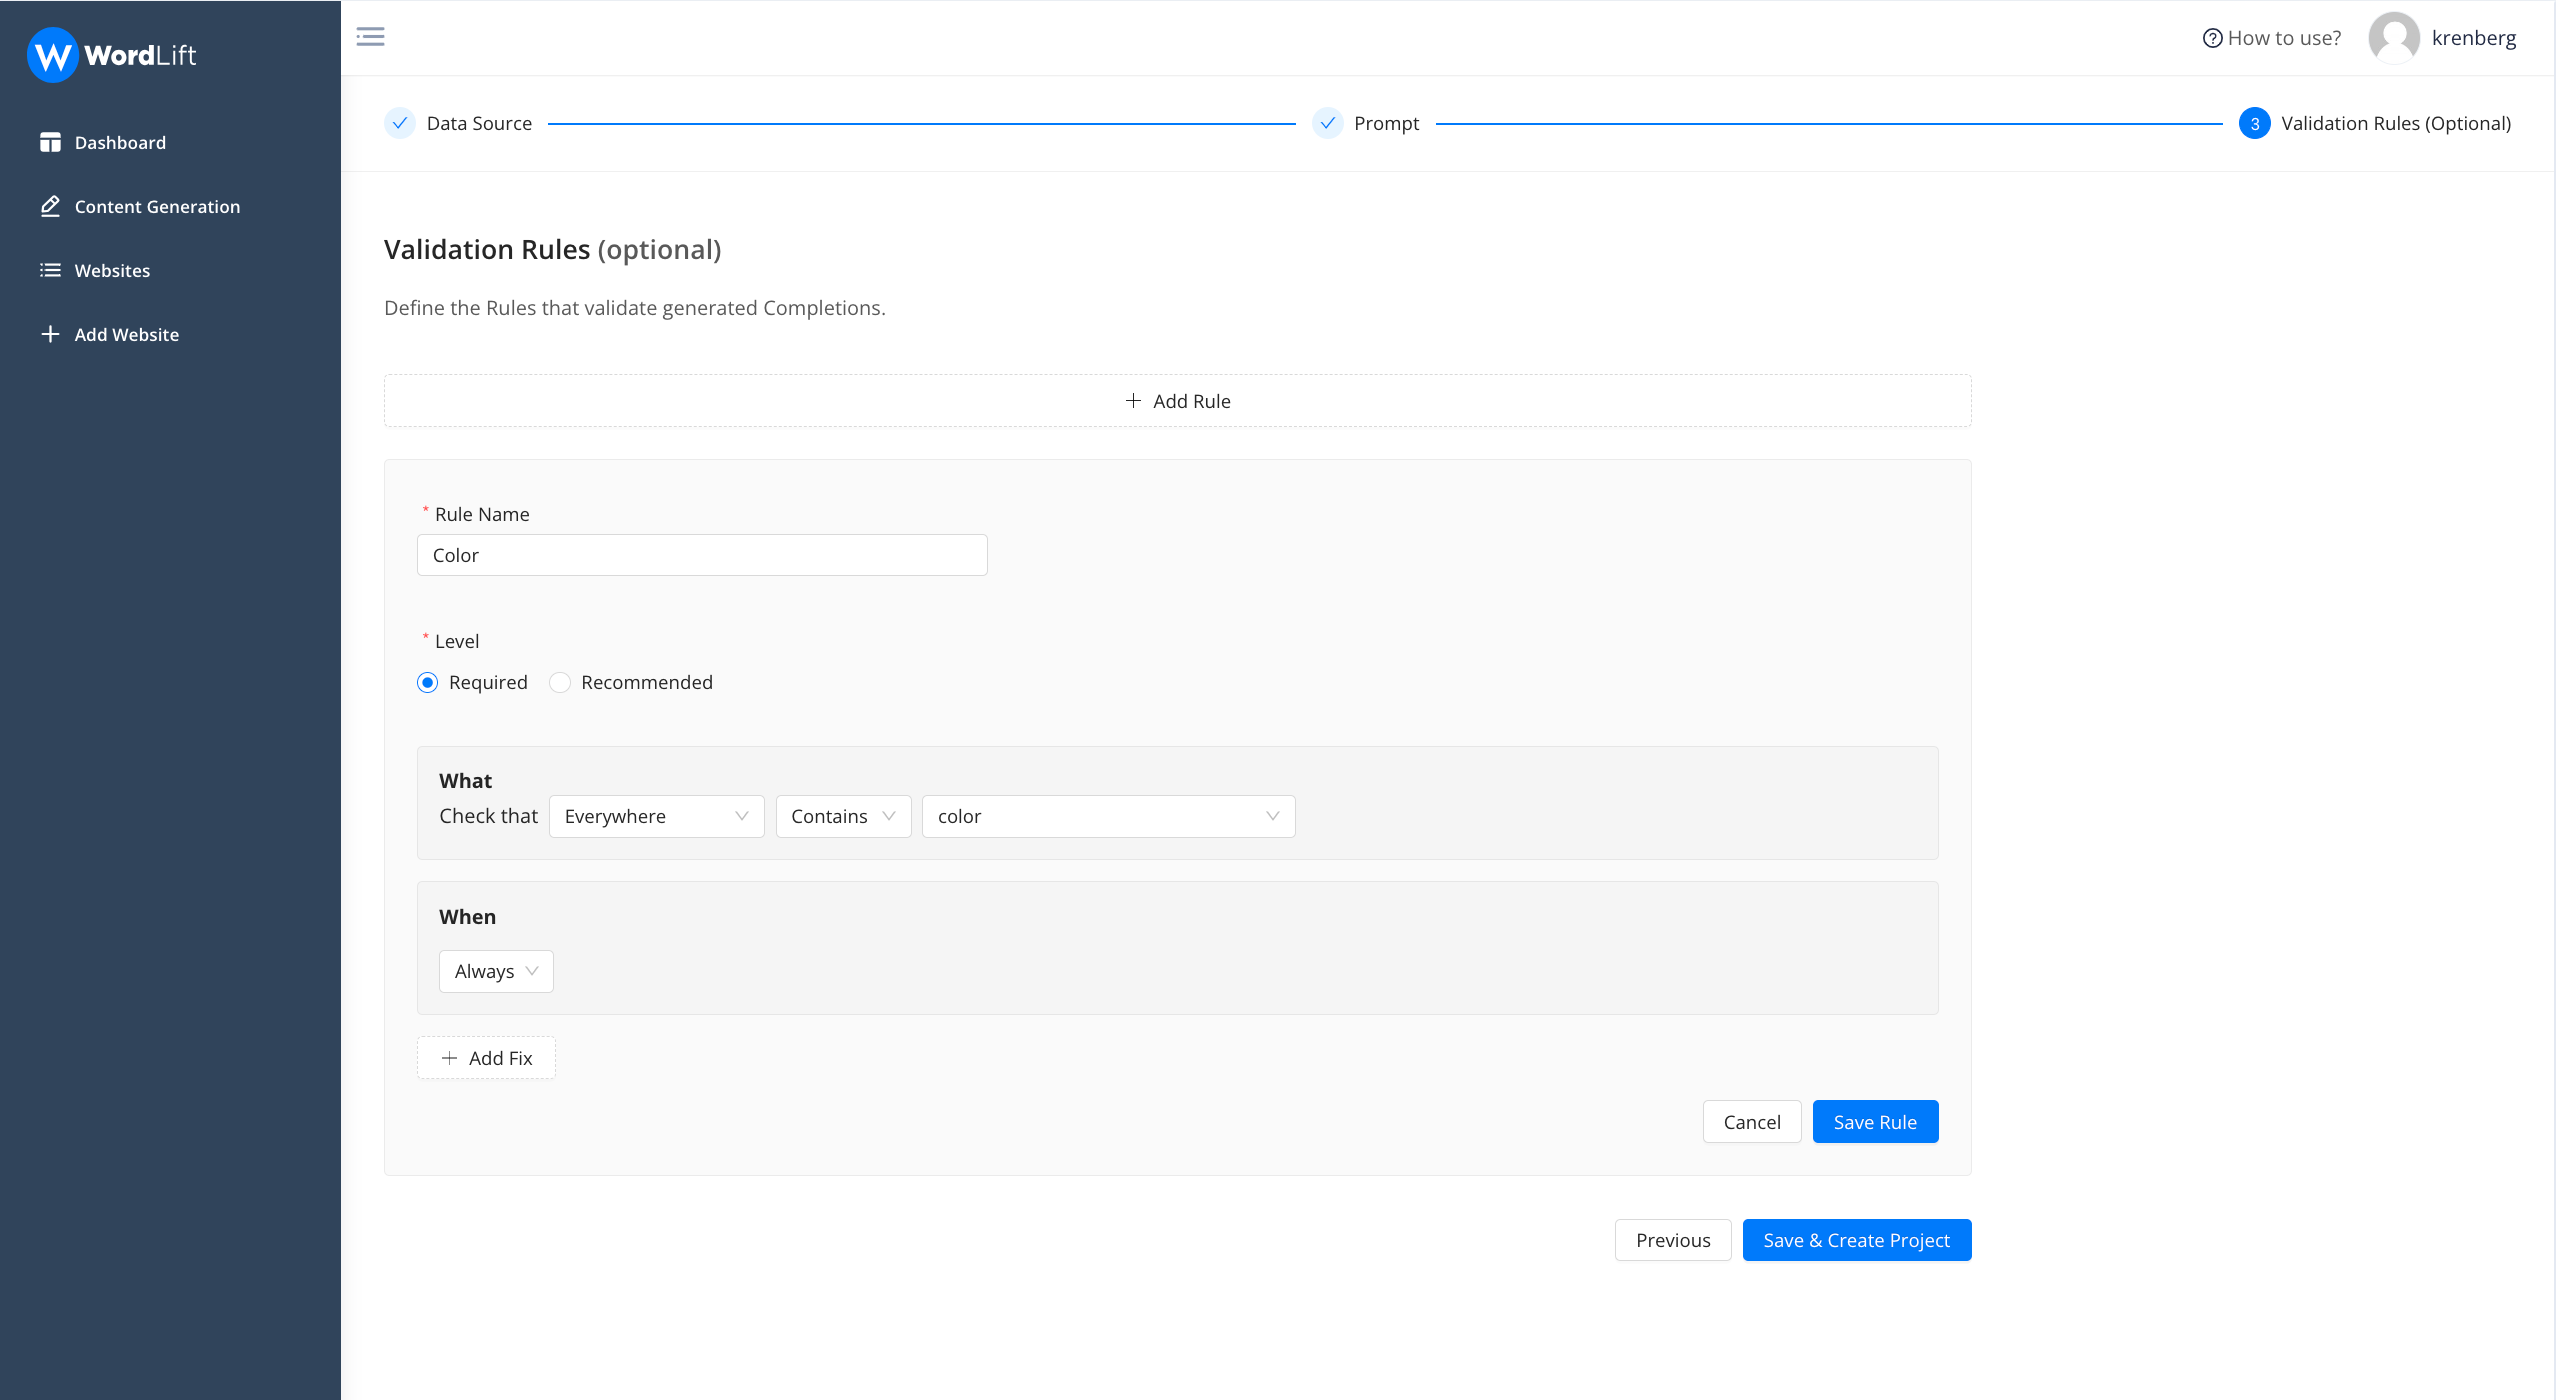 WordLift
How to use?
krenberg
Dashboard
Content Generation
Websites
Add Website
Data Source
Prompt
3 Validation Rules (Optional)
Validation Rules (optional)
Define the Rules that validate generated Completions.
+ Add Rule
* Rule Name
Color
* Level
Required
Recommended
What
Check that Everywhere Contains color
When
Always
+ Add Fix
Cancel
Save Rule
Previous
Save & Create Project